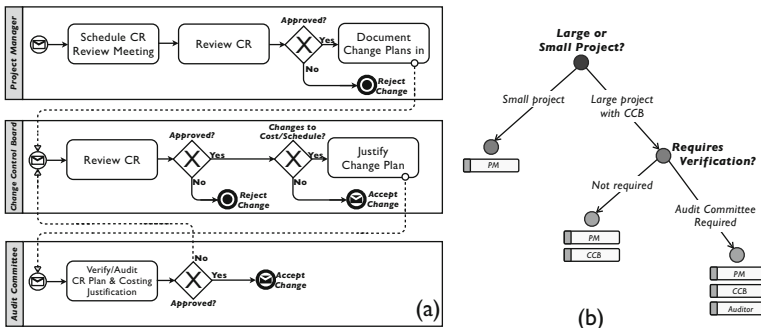 Project Manager
Schedule CR
Review Meeting
Review CR
Approved?
Yes
No
Document
Change Plans in
Reject
Change
Change Control Board
Review CR
Approved?
Yes
No
Reject
Change
Changes to
Cost/Schedule?
Yes
No
Accept
Change
Justify
Change Plan
Audit Committee
Verify/Audit
CR Plan & Costing
Justification
No
Yes
Approved?
Accept
Change
(a)
Large or
Small Project?
Small project
Large project
with CCB
PM
Requires
Verification?
Not required
Audit Committee
Required
PM
CCB
PM
CCB
Auditor
(b)